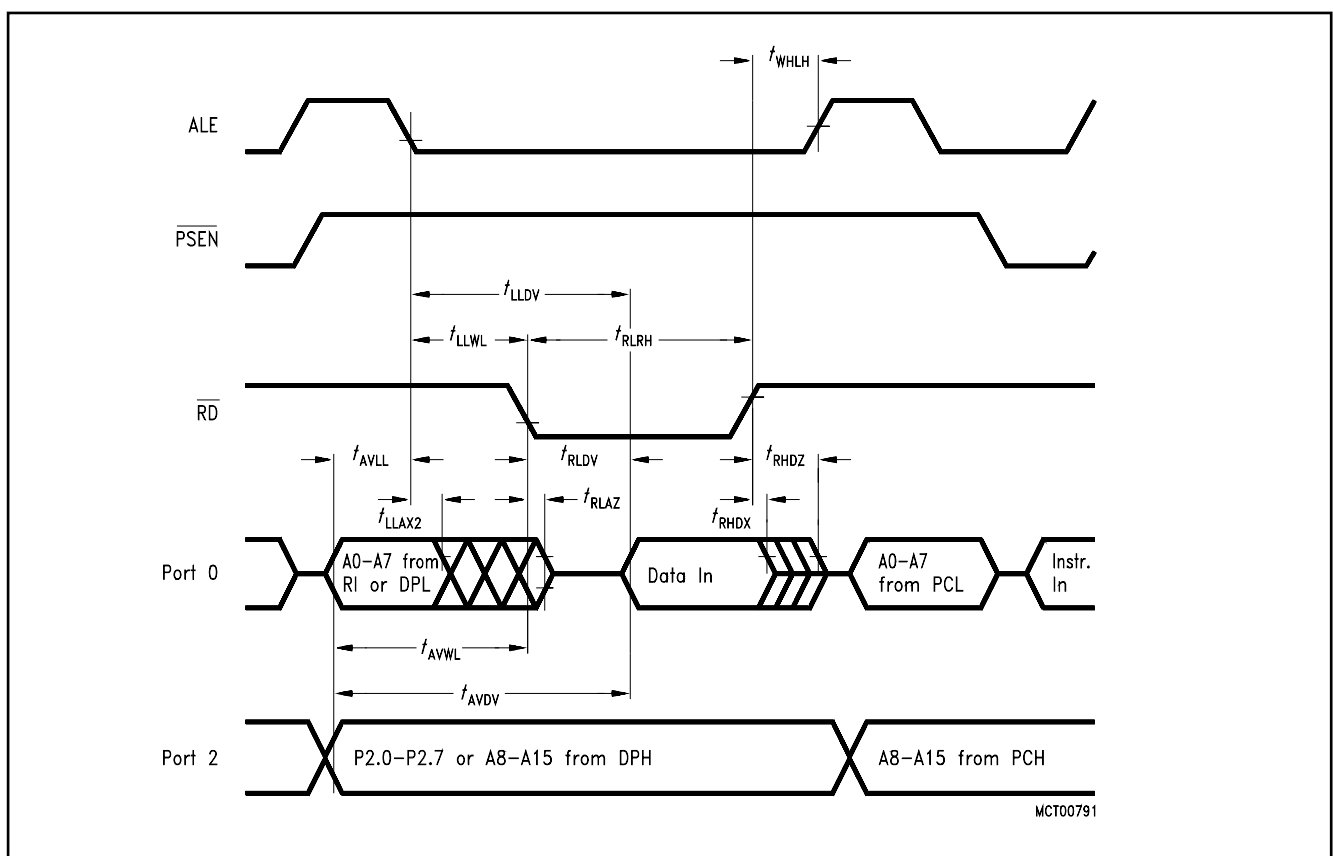 tWHLH
ALE
PSEN
tLLDV
tLLWL
tRLRH
RD
tAVLL
tRLDV
tRHDZ
tLLAX2
tRLAZ
tRHDX
Port 0
A0-A7 from
RI or DPL
Data In
A0-A7
from PCL
Instr.
In
tAVWL
tAVDV
Port 2
P2.0-P2.7 or A8-A15 from DPH
A8-A15 from PCH
MCT00791